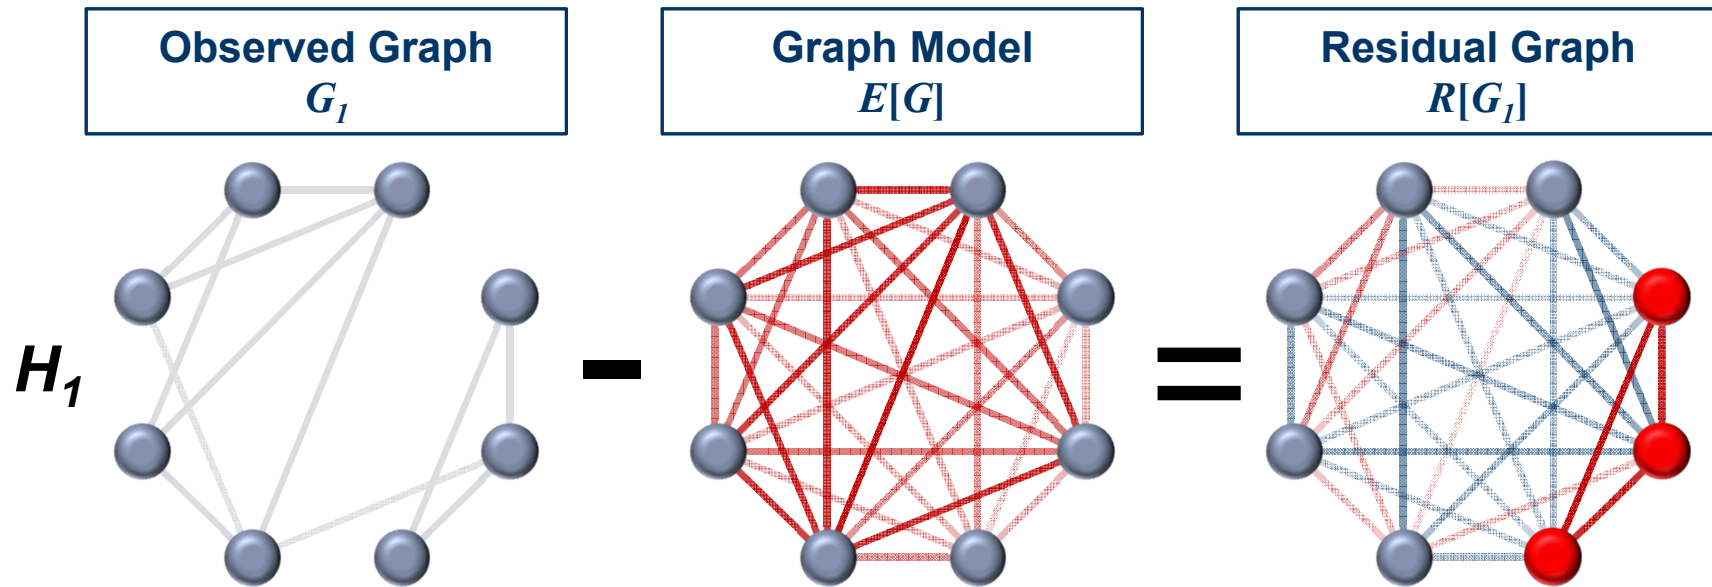 Observed Graph
G₁
Graph Model
E[G]
Residual Graph
R[G₁]
H₁
−
=